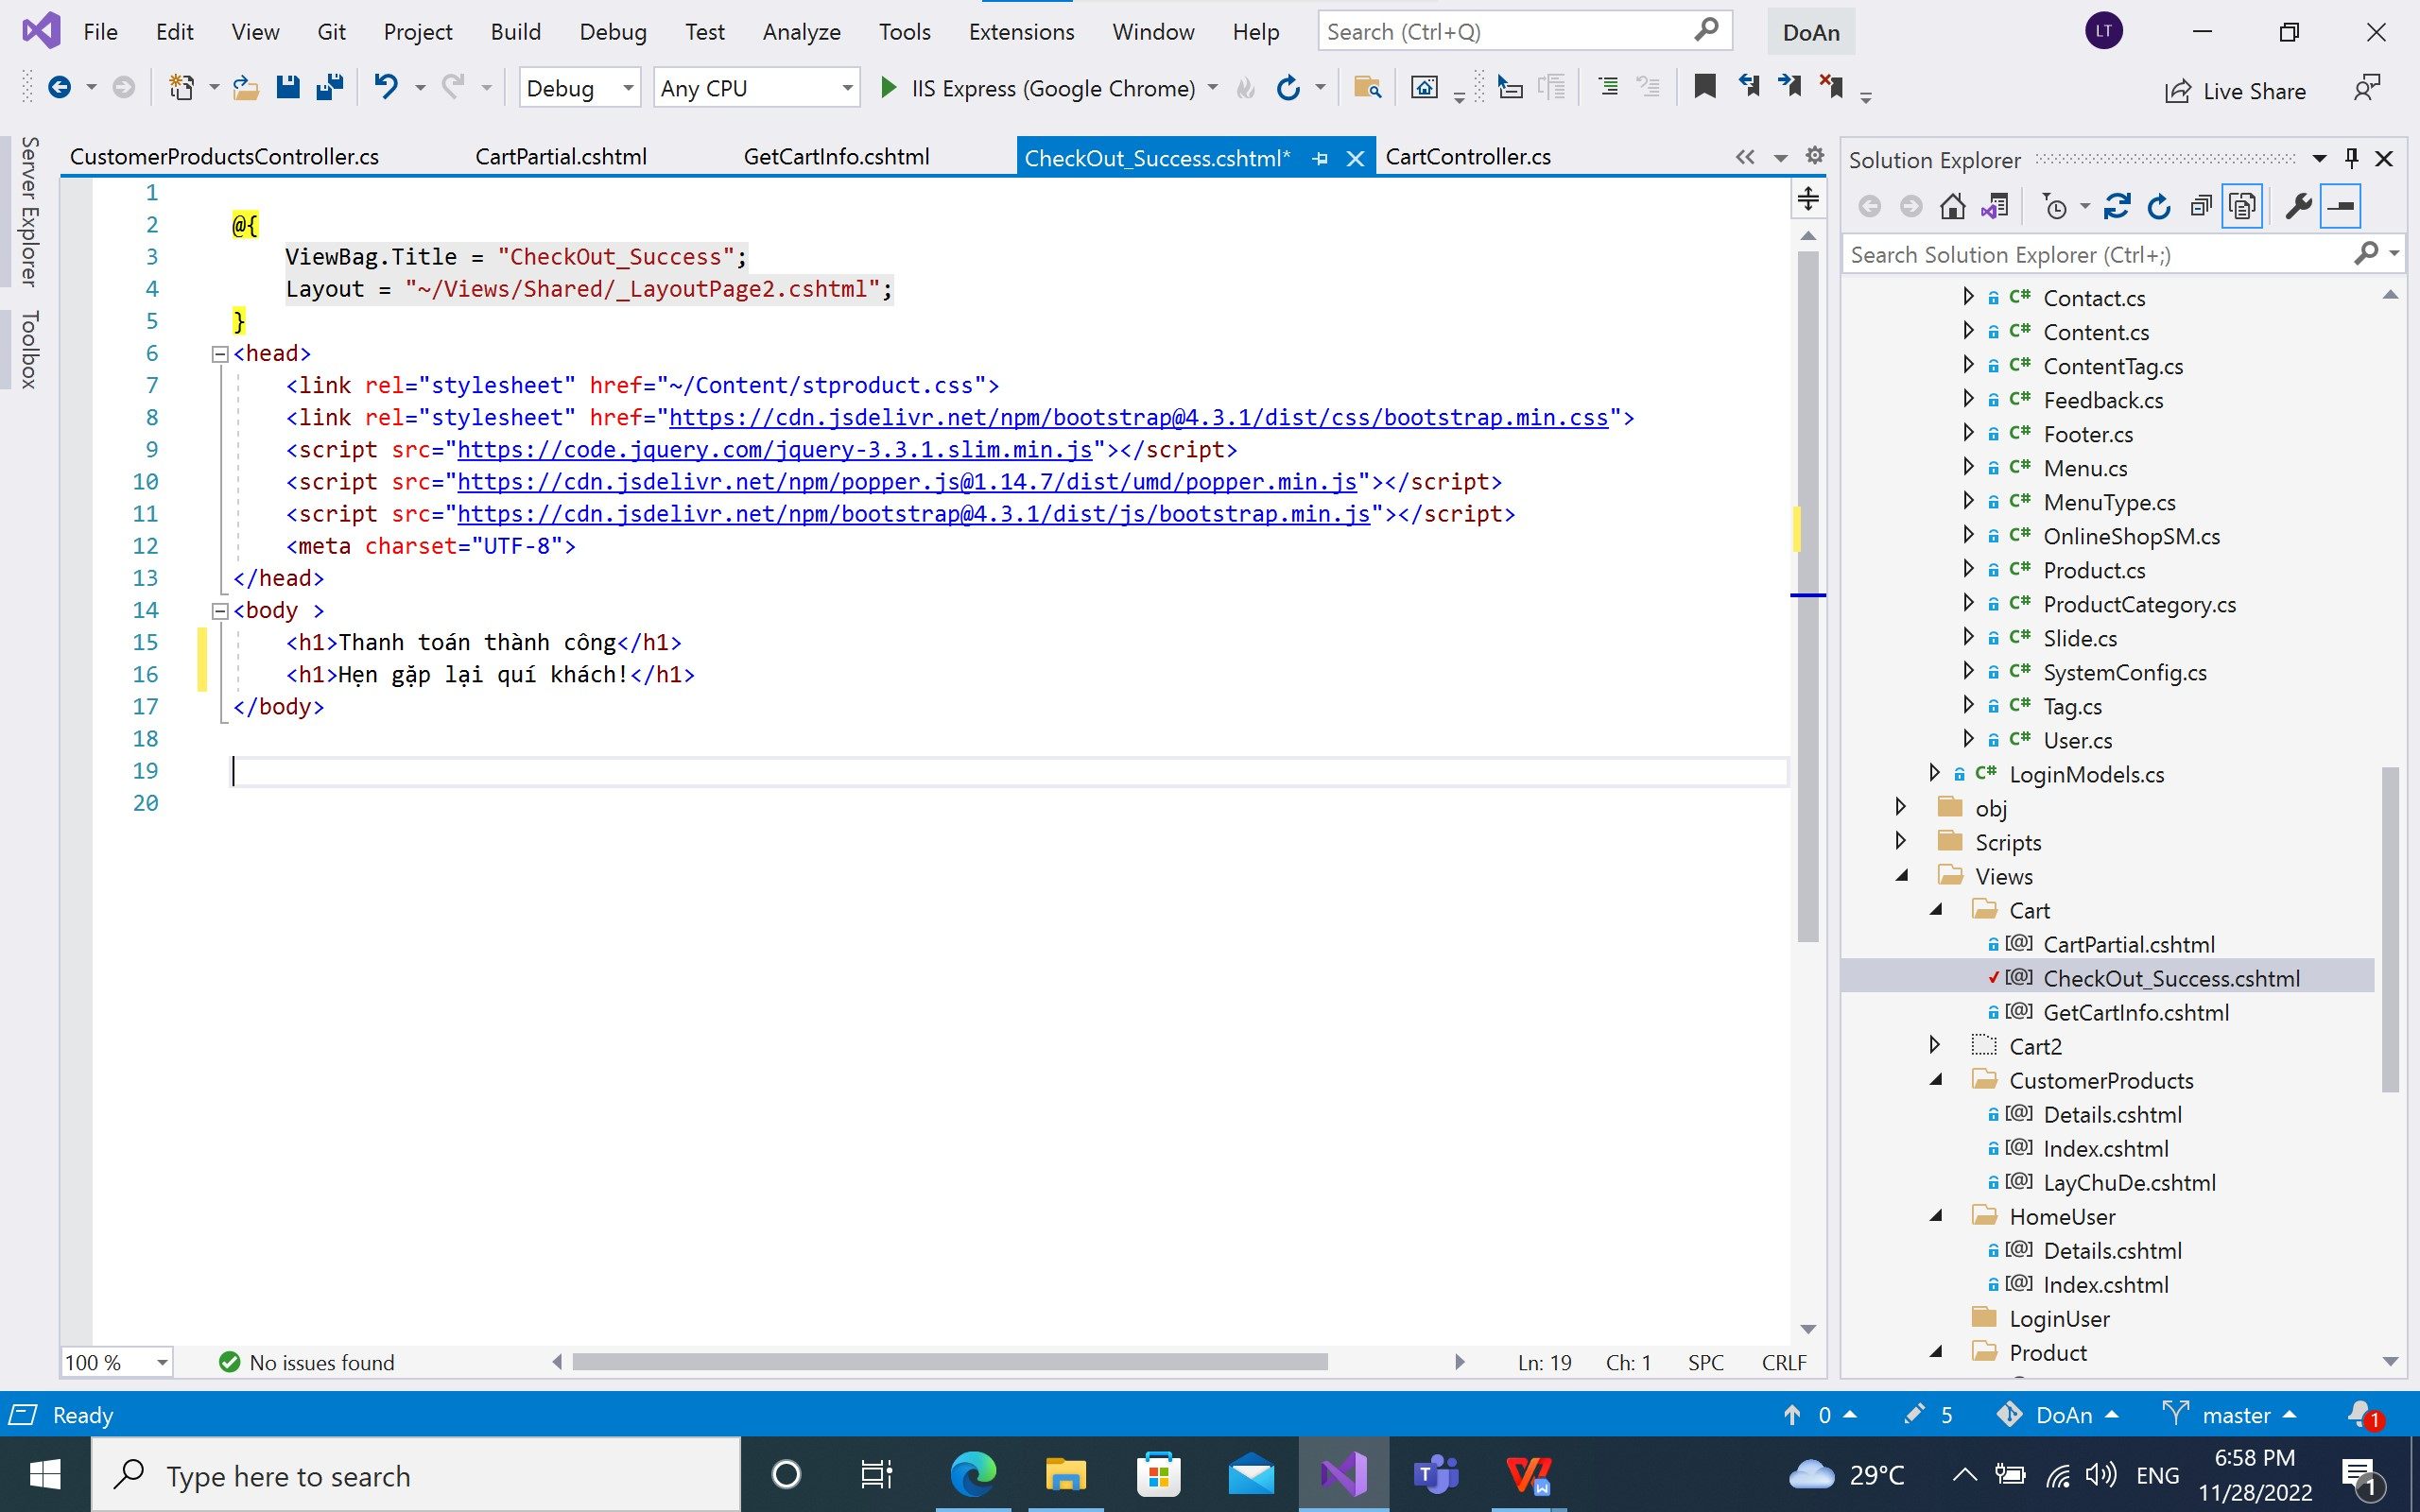 File Edit View Git Project Build Debug Test Analyze Tools Extensions Window Help Search (Ctrl+Q) DoAn LT
Debug Any CPU IIS Express (Google Chrome) Live Share
Server Explorer
Toolbox
CustomerProductsController.cs CartPartial.cshtml GetCartInfo.cshtml CheckOut_Success.cshtml* CartController.cs
1
2 @{
3 ViewBag.Title = "CheckOut_Success";
4 Layout = "~/Views/Shared/_LayoutPage2.cshtml";
5 }
6 <head>
7 <link rel="stylesheet" href="~/Content/stproduct.css">
8 <link rel="stylesheet" href="https://cdn.jsdelivr.net/npm/bootstrap@4.3.1/dist/css/bootstrap.min.css">
9 <script src="https://code.jquery.com/jquery-3.3.1.slim.min.js"></script>
10 <script src="https://cdn.jsdelivr.net/npm/popper.js@1.14.7/dist/umd/popper.min.js"></script>
11 <script src="https://cdn.jsdelivr.net/npm/bootstrap@4.3.1/dist/js/bootstrap.min.js"></script>
12 <meta charset="UTF-8">
13 </head>
14 <body >
15 <h1>Thanh toán thành công</h1>
16 <h1>Hẹn gặp lại quí khách!</h1>
17 </body>
18
19
20
100 % No issues found Ln: 19 Ch: 1 SPC CRLF
Solution Explorer
Search Solution Explorer (Ctrl+;)
C# Contact.cs
C# Content.cs
C# ContentTag.cs
C# Feedback.cs
C# Footer.cs
C# Menu.cs
C# MenuType.cs
C# OnlineShopSM.cs
C# Product.cs
C# ProductCategory.cs
C# Slide.cs
C# SystemConfig.cs
C# Tag.cs
C# User.cs
C# LoginModels.cs
obj
Scripts
Views
Cart
[@] CartPartial.cshtml
[@] CheckOut_Success.cshtml
[@] GetCartInfo.cshtml
Cart2
CustomerProducts
[@] Details.cshtml
[@] Index.cshtml
[@] LayChuDe.cshtml
HomeUser
[@] Details.cshtml
[@] Index.cshtml
LoginUser
Product
Ready 0 5 DoAn master 1
Type here to search 29°C ENG 6:58 PM 11/28/2022 1